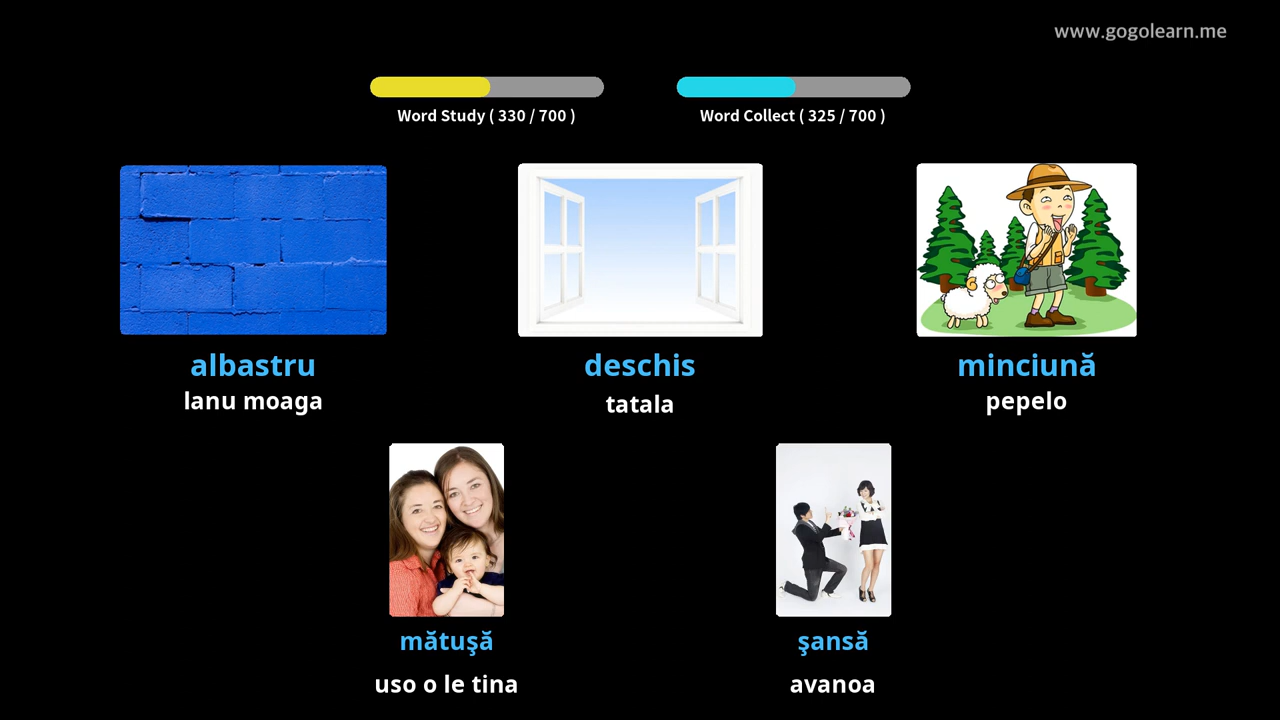 www.gogolearn.me
Word Study ( 330 / 700 )
Word Collect ( 325 / 700 )
albastru
lanu moaga
deschis
tatala
minciună
pepelo
mătuşă
uso o le tina
şansă
avanoa